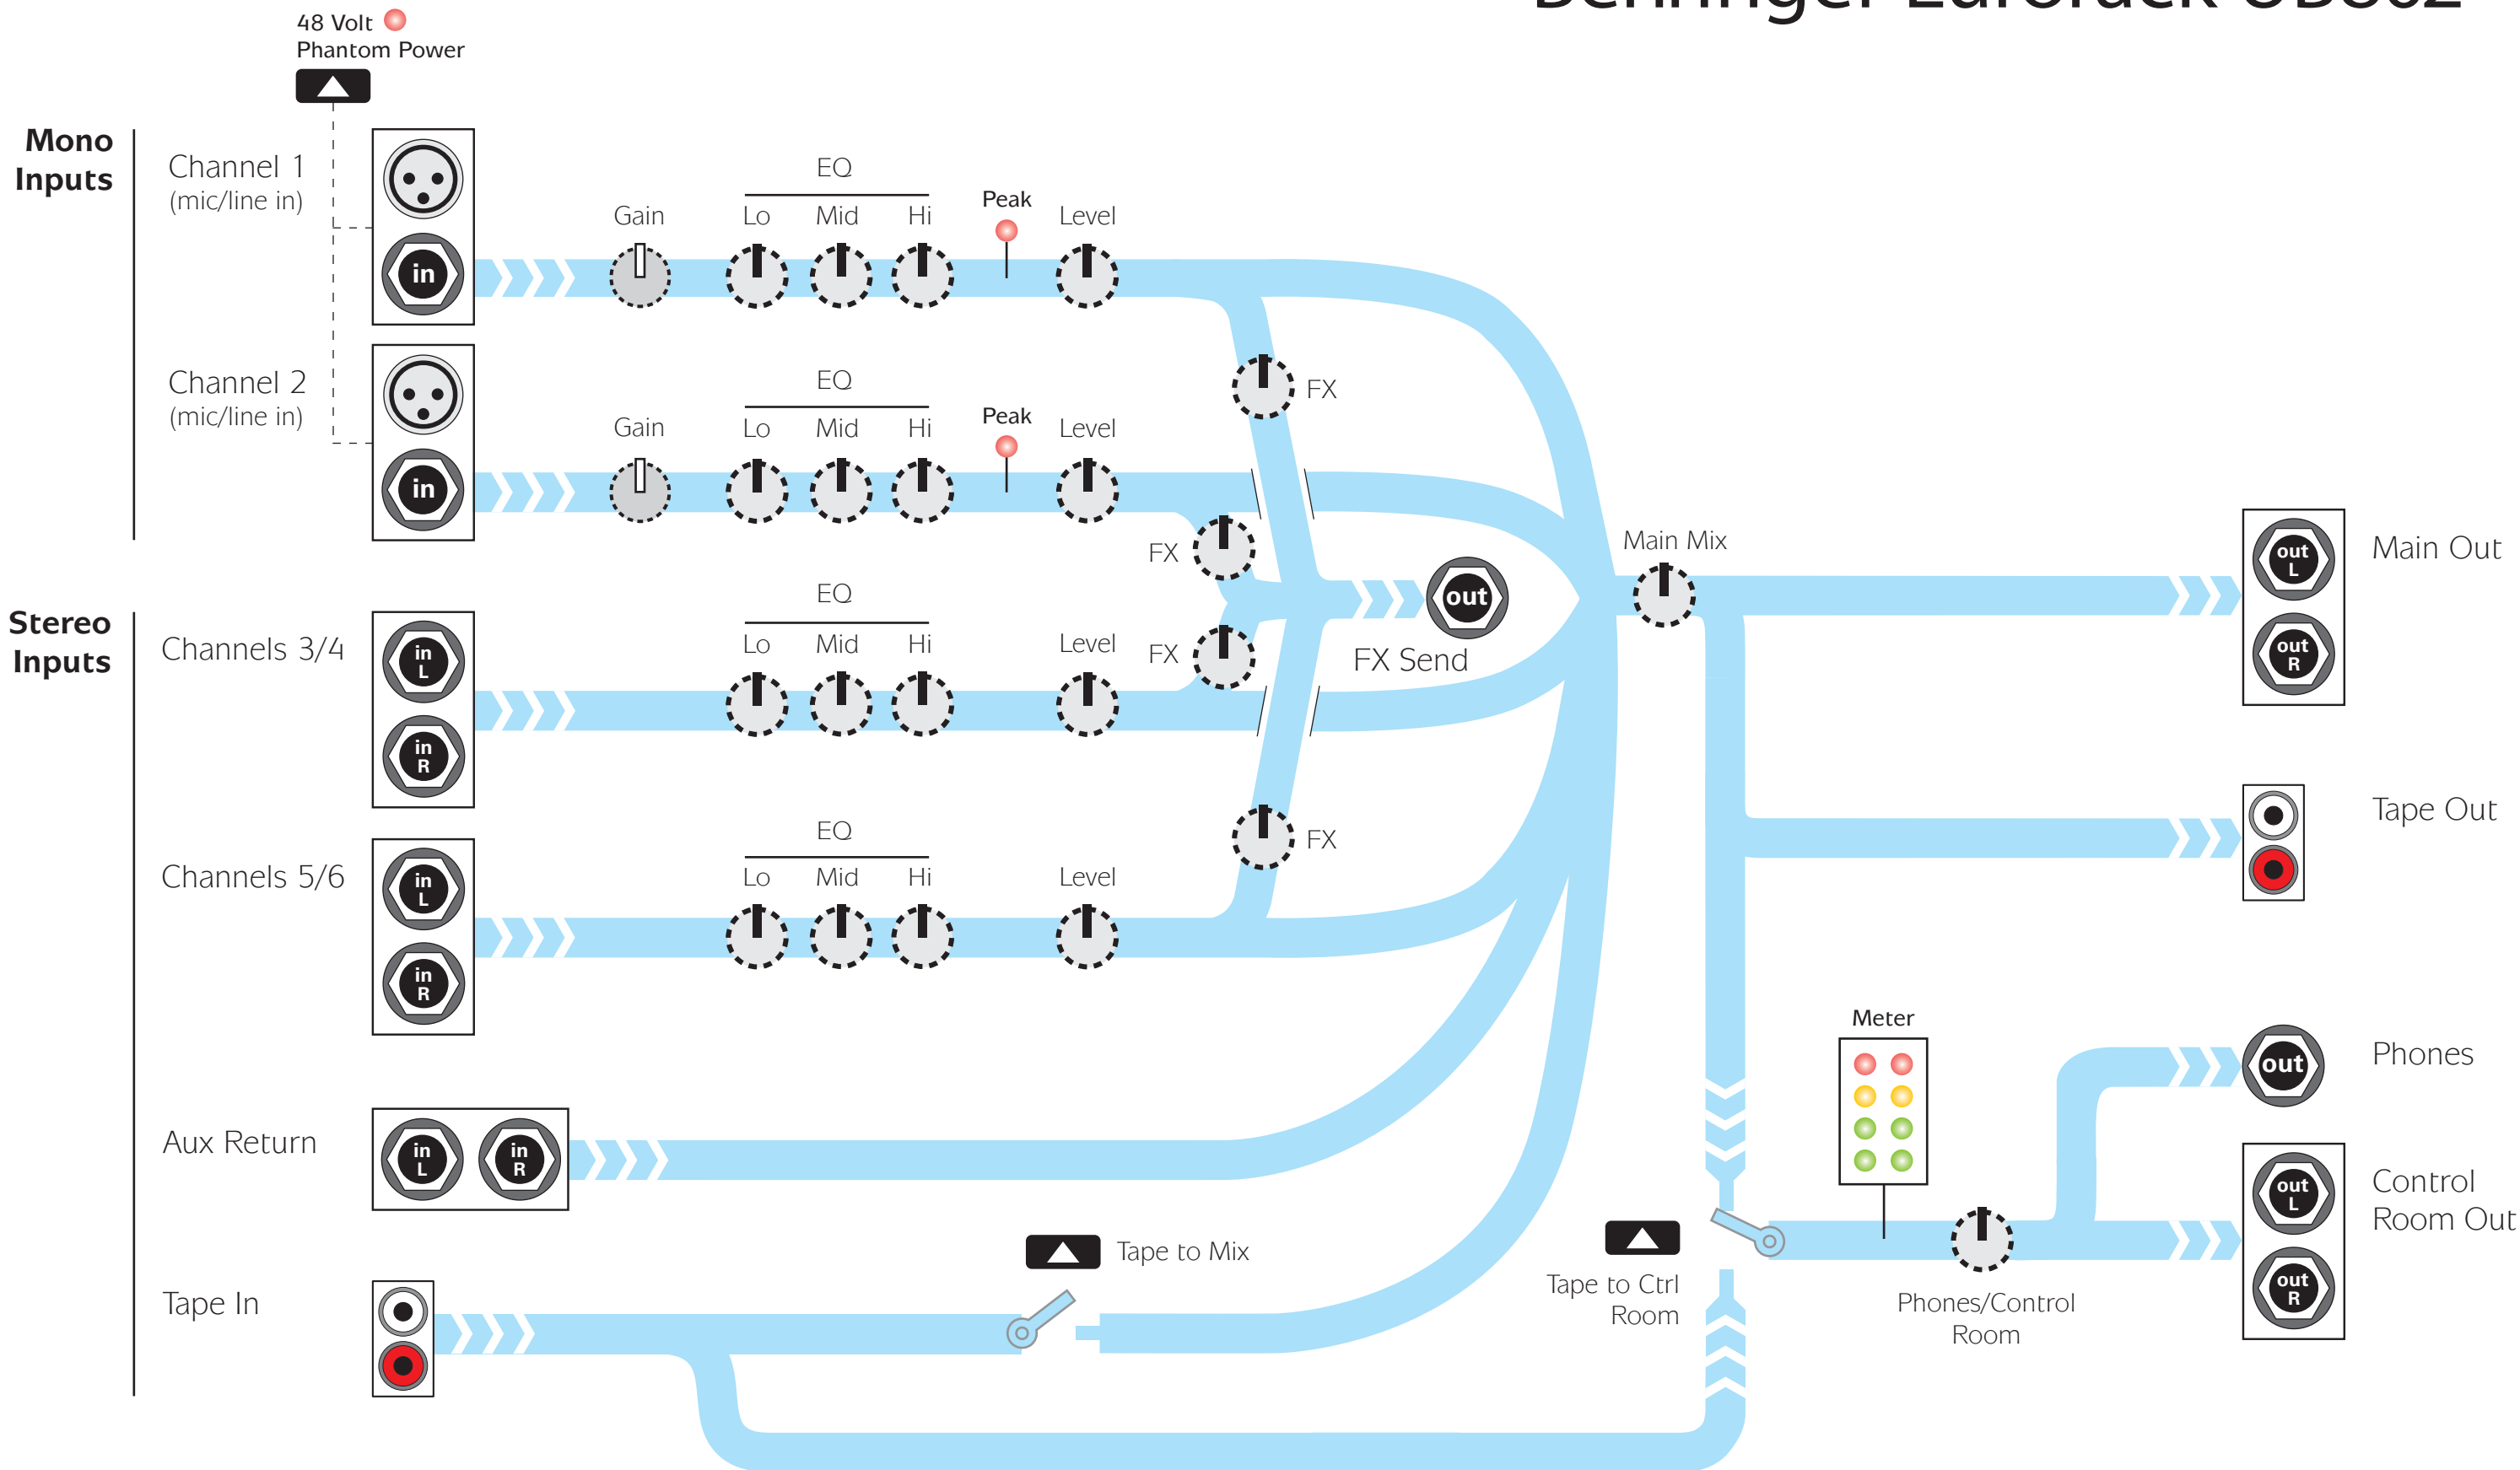 Behringer Eurorack UB802
48 Volt
Phantom Power
Mono
Inputs
Channel 1
(mic/line in)
in
Gain
EQ
Lo Mid Hi
Peak
Level
FX
Channel 2
(mic/line in)
in
Gain
EQ
Lo Mid Hi
Peak
Level
FX
Stereo
Inputs
Channels 3/4
in
L
in
R
EQ
Lo Mid Hi
Level
FX
out
FX Send
Main Mix
out
L
out
R
Main Out
Channels 5/6
in
L
in
R
EQ
Lo Mid Hi
Level
FX
Tape Out
Aux Return
in
L
in
R
Meter
out
Phones
Tape In
Tape to Mix
Tape to Ctrl
Room
Phones/Control
Room
out
L
out
R
Control
Room Out